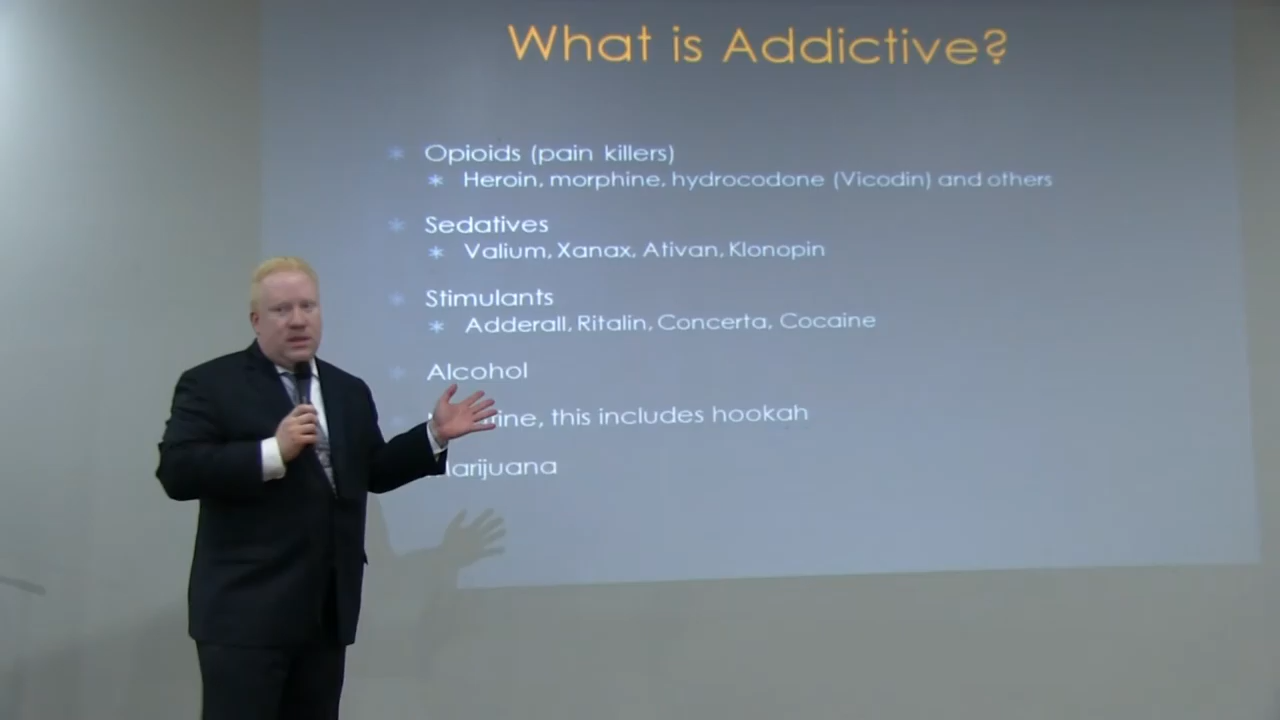 What is Addictive?
Opioids (pain killers)
Heroin, morphine, hydrocodone (Vicodin) and others
Sedatives
Valium, Xanax, Ativan, Klonopin
Stimulants
Adderall, Ritalin, Concerta, Cocaine
Alcohol
this includes hookah
Marijuana